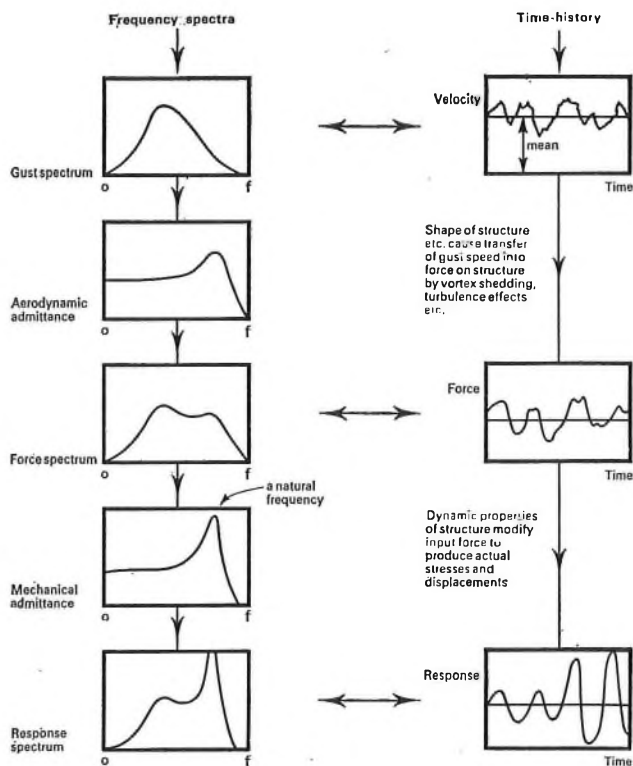 Frequency spectra
Time-history
Velocity
mean
Gust spectrum
o
f
Time
Shape of structure
etc. cause transfer
of gust speed into
force on structure
by vortex shedding,
turbulence effects
etc.
Aerodynamic
admittance
o
f
Force
Force spectrum
o
f
Time
a natural
frequency
Dynamic properties
of structure modify
input force to
produce actual
stresses and
displacements
Mechanical
admittance
o
f
Response
Response
spectrum
o
f
Time